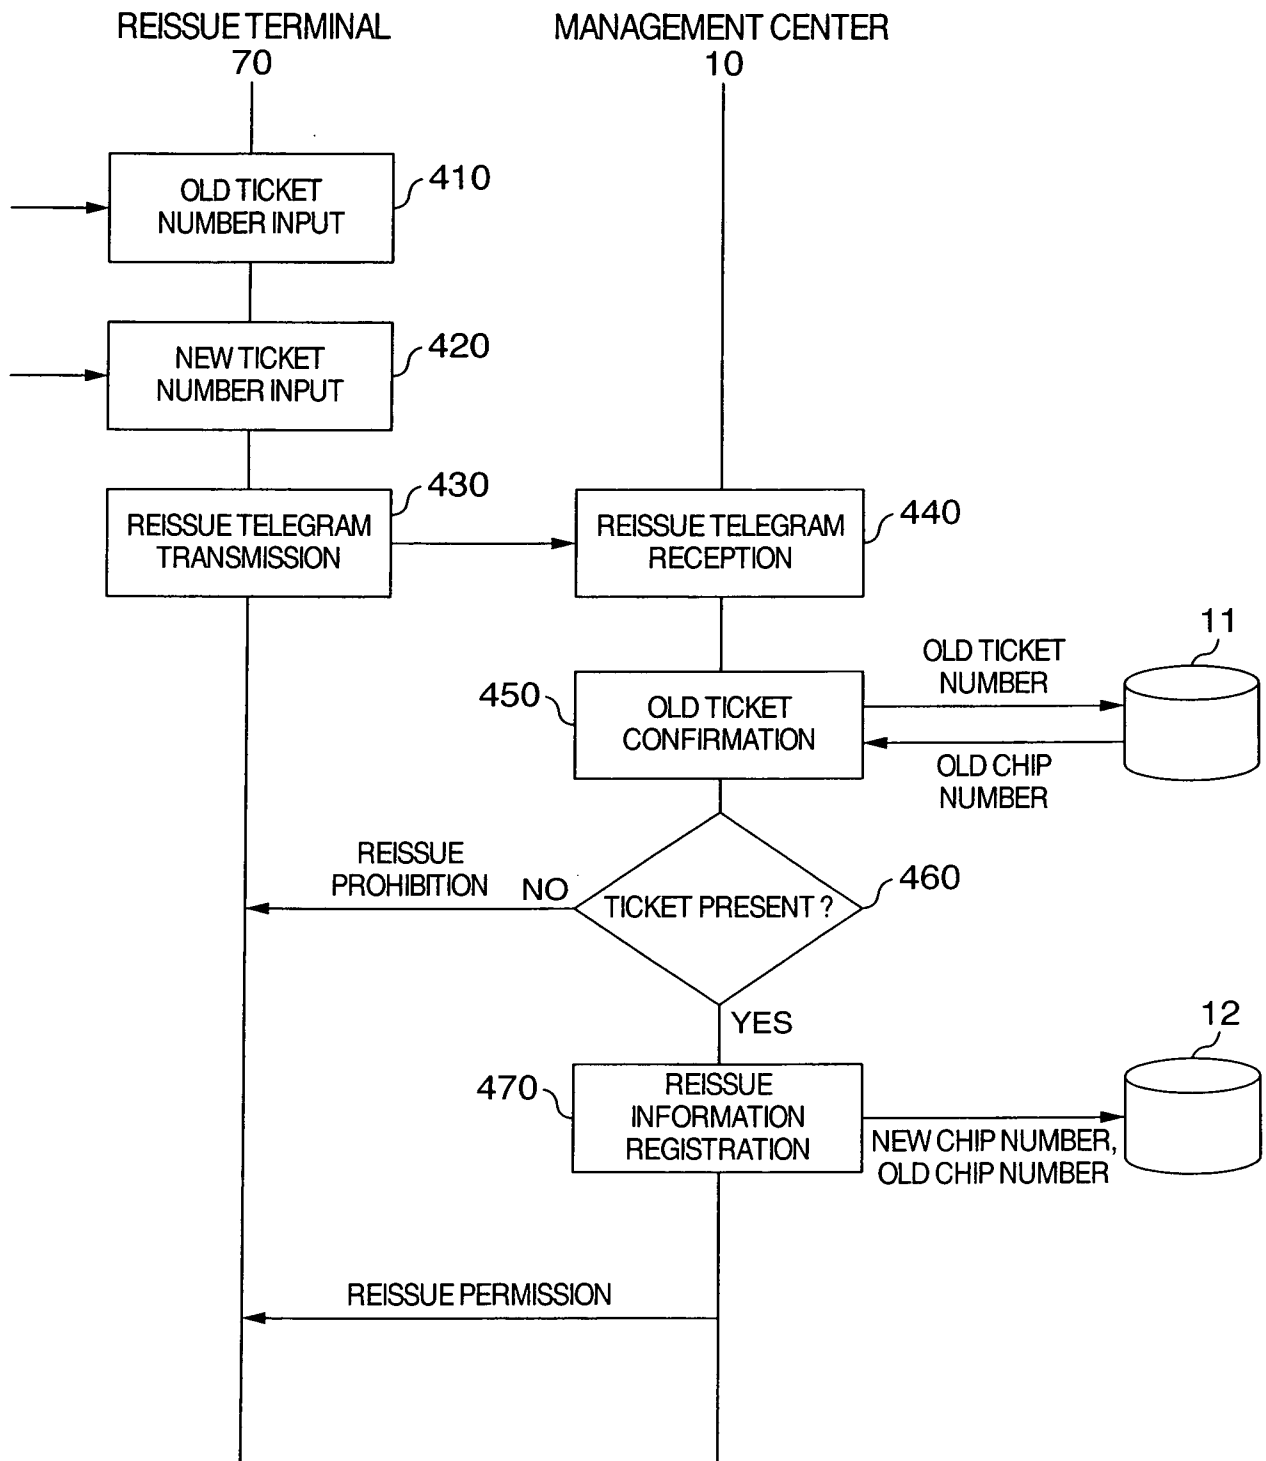 REISSUE TERMINAL
70
MANAGEMENT CENTER
10
OLD TICKET
NUMBER INPUT
410
NEW TICKET
NUMBER INPUT
420
REISSUE TELEGRAM
TRANSMISSION
430
REISSUE TELEGRAM
RECEPTION
440
OLD TICKET
CONFIRMATION
450
OLD TICKET
NUMBER
11
OLD CHIP
NUMBER
TICKET PRESENT ?
460
NO
REISSUE
PROHIBITION
YES
REISSUE
INFORMATION
REGISTRATION
470
12
NEW CHIP NUMBER,
OLD CHIP NUMBER
REISSUE PERMISSION